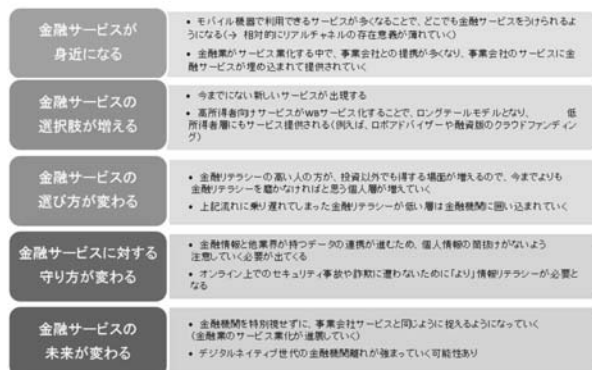 金融サービスが
身近になる
• モバイル機器で利用できるサービスが多くなることで、どこでも金融サービスをうけられるよ
うになる(→ 相対的にリアルチャネルの存在意義が薄れていく)
• 金融業がサービス業化する中で、事業会社との提携が多くなり、事業会社のサービスに金
融サービスが埋め込まれて提供されていく
金融サービスの
選択肢が増える
• 今までにない新しいサービスが出現する
• 高所得者向けサービスがWBサービス化することで、ロングテールモデルとなり、 低
所得者層にもサービス提供される(例えば、ロボアドバイザーや融資版のクラウドファンディン
グ)
金融サービスの
選び方が変わる
• 金融リテラシーの高い人の方が、投資以外でも得する場面が増えるので、今までよりも
金融リテラシーを磨かなければと思う個人層が増えていく
• 上記流れに乗り遅れてしまった金融リテラシーが低い層は金融機関に囲い込まれていく
金融サービスに対する
守り方が変わる
• 金融情報と他業界が持つデータの連携が進むため、個人情報の筒抜けがないよう
注意していく必要が出てくる
• オンライン上でのセキュリティ事故や詐欺に遭わないために「より」情報リテラシーが必要と
なる
金融サービスの
未来が変わる
• 金融機関を特別視せずに、事業会社サービスと同じように捉えるようになっていく
(金融業のサービス業化が進展していく)
• デジタルネイティブ世代の金融機関離れが強まっていく可能性あり